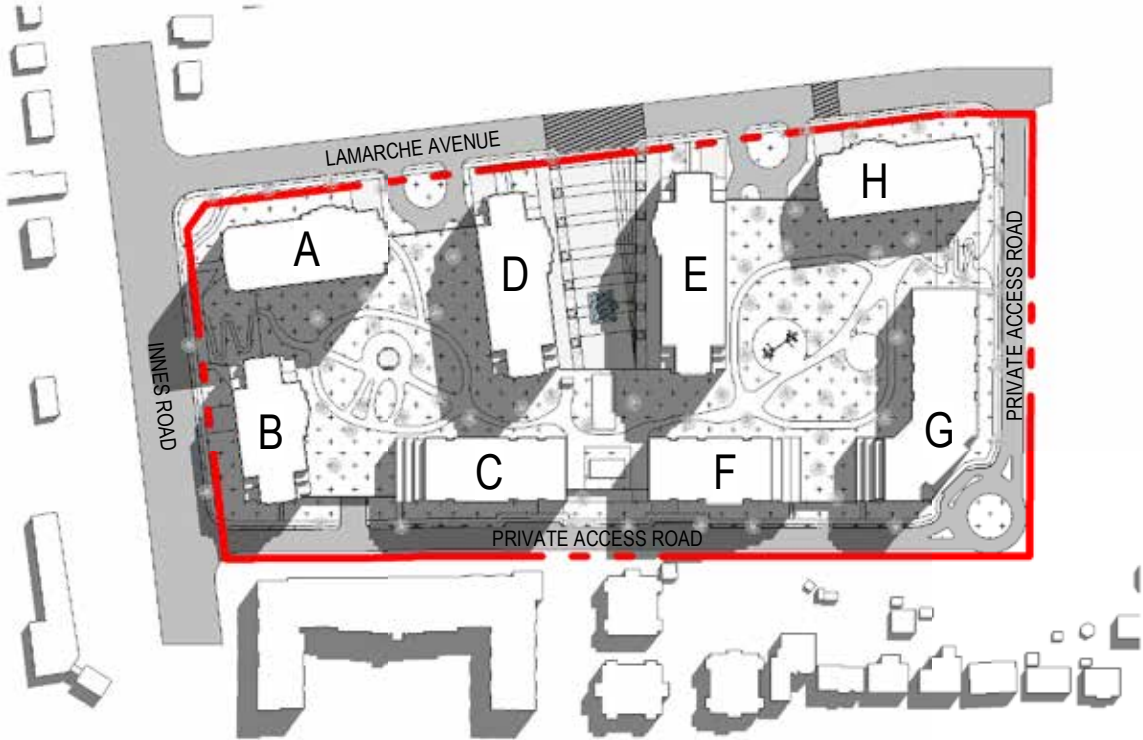 LAMARCHE AVENUE
H
A
D
E
PRIVATE ACCESS ROAD
INNES ROAD
B
G
C
F
PRIVATE ACCESS ROAD